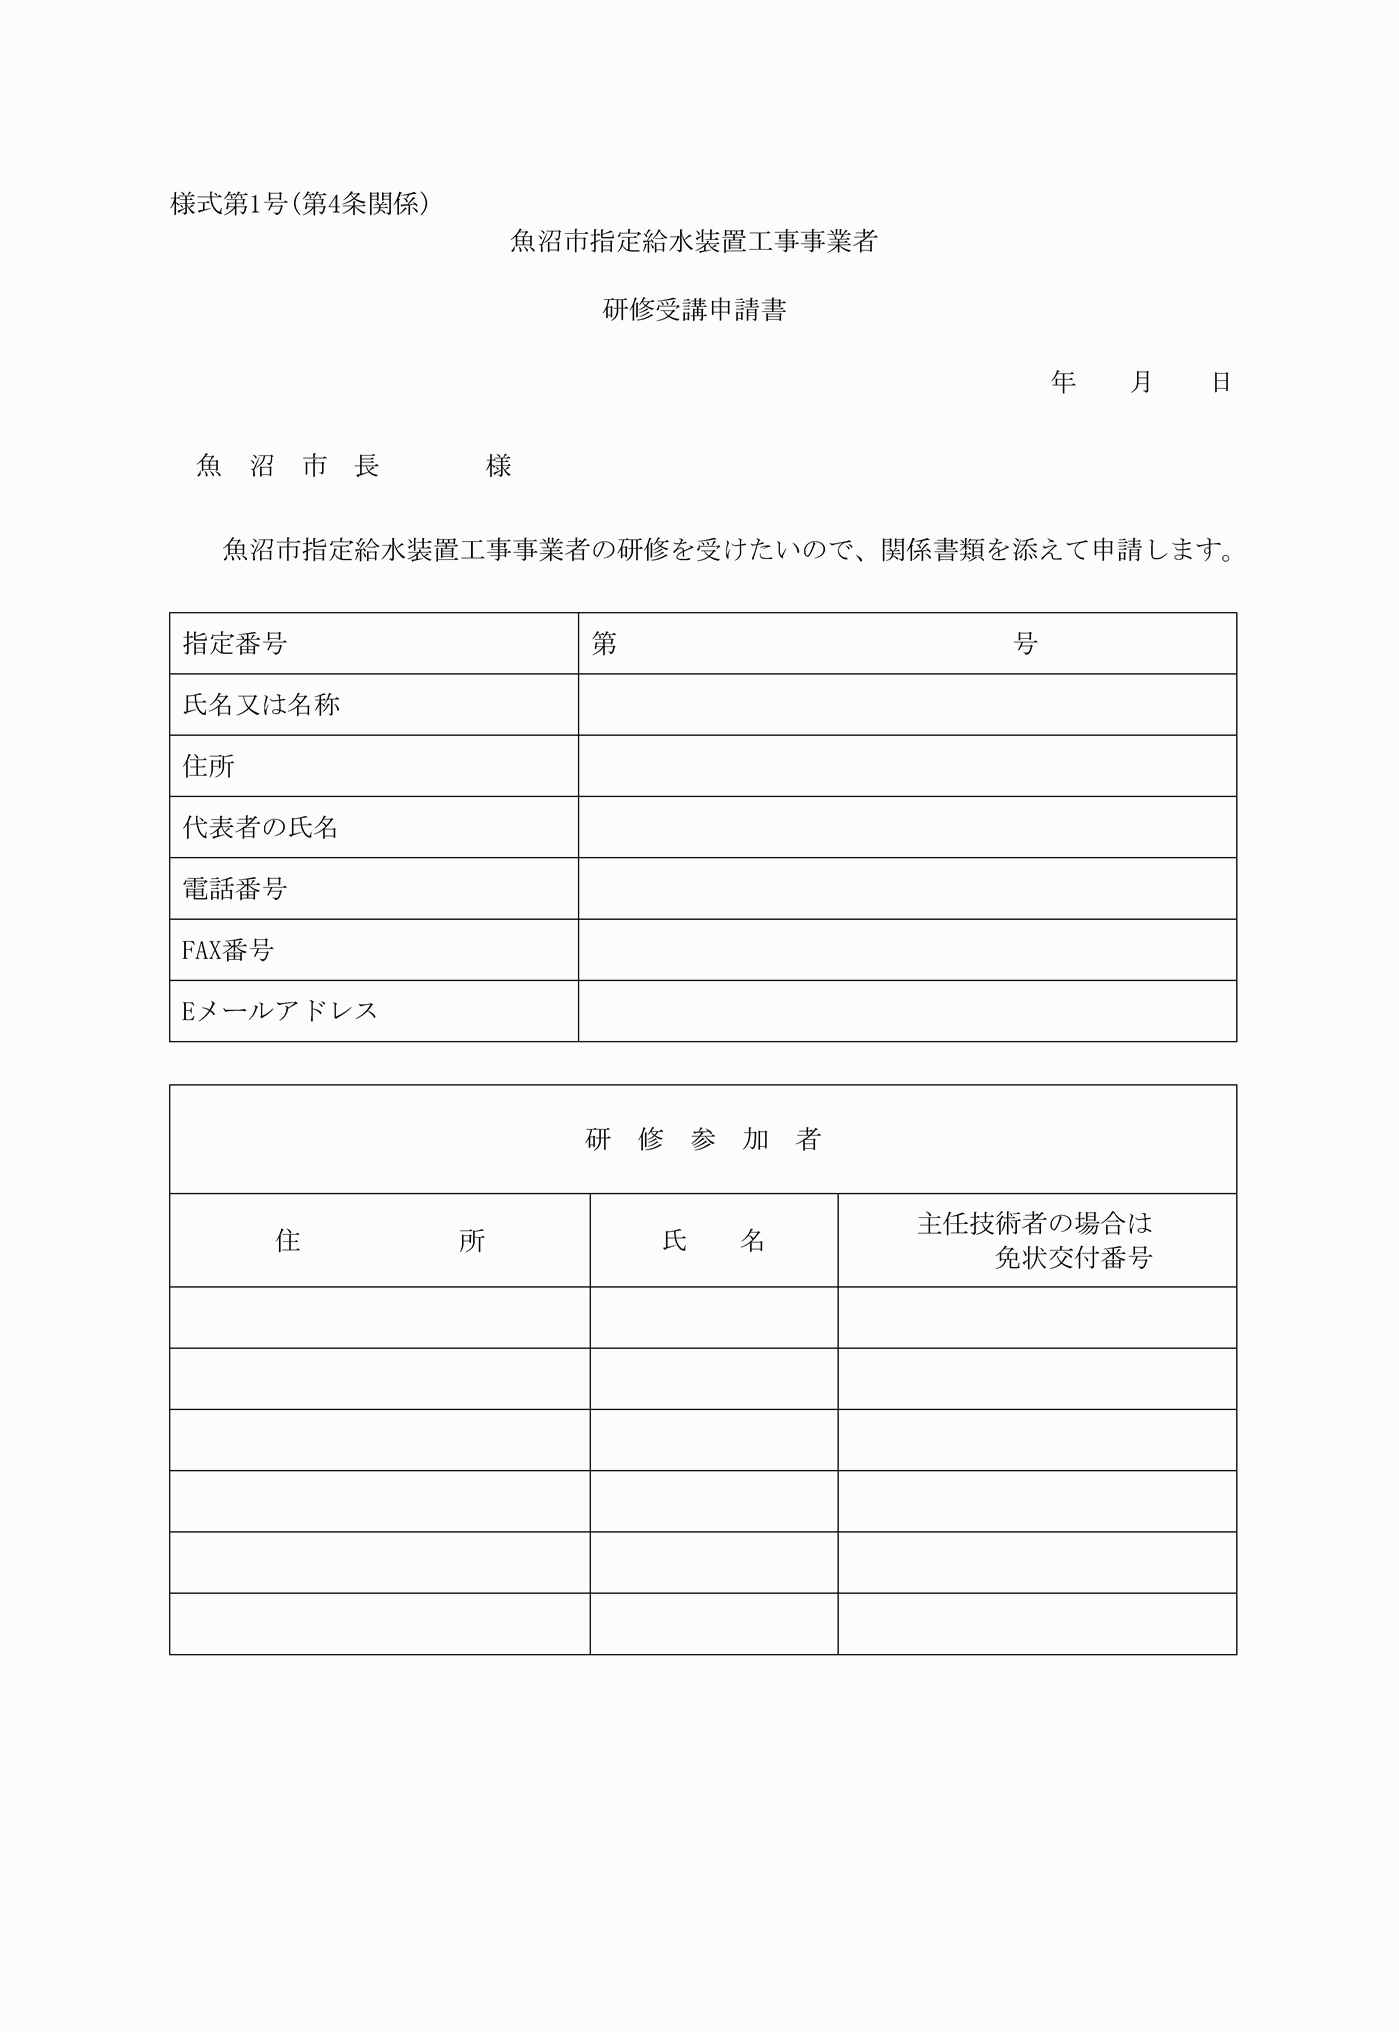 様式第1号(第4条関係)
魚沼市指定給水装置工事事業者
研修受講申請書
年　　月　　日
魚　沼　市　長　　　　様
魚沼市指定給水装置工事事業者の研修を受けたいので、関係書類を添えて申請します。
指定番号　第　　　　　　　　　　　　　　　号
氏名又は名称
住所
代表者の氏名
電話番号
FAX番号
Eメールアドレス
研　修　参　加　者
住　　　　　　所　氏　　名　主任技術者の場合は
免状交付番号